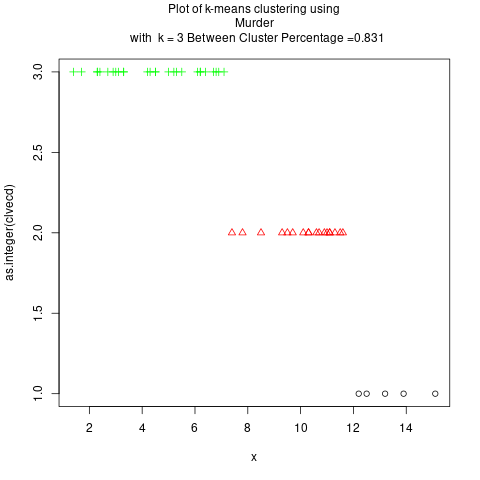 Plot of k-means clustering using
Murder
with  k = 3 Between Cluster Percentage =0.831
as.integer(clvecd)
3.0
2.5
2.0
1.5
1.0
2 4 6 8 10 12 14
x